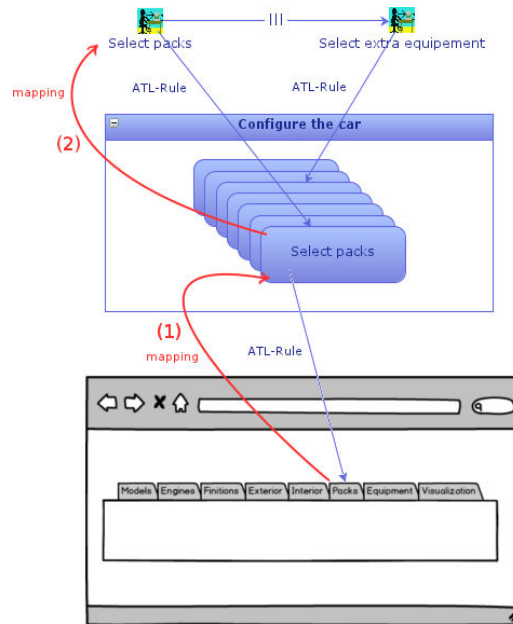 III
Select packs
Select extra equipement
mapping
ATL-Rule
ATL-Rule
Configure the car
(2)
Select packs
(1)
mapping
ATL-Rule
X
Models Engines Finitions Exterior Interior Packs Equipment Visualization